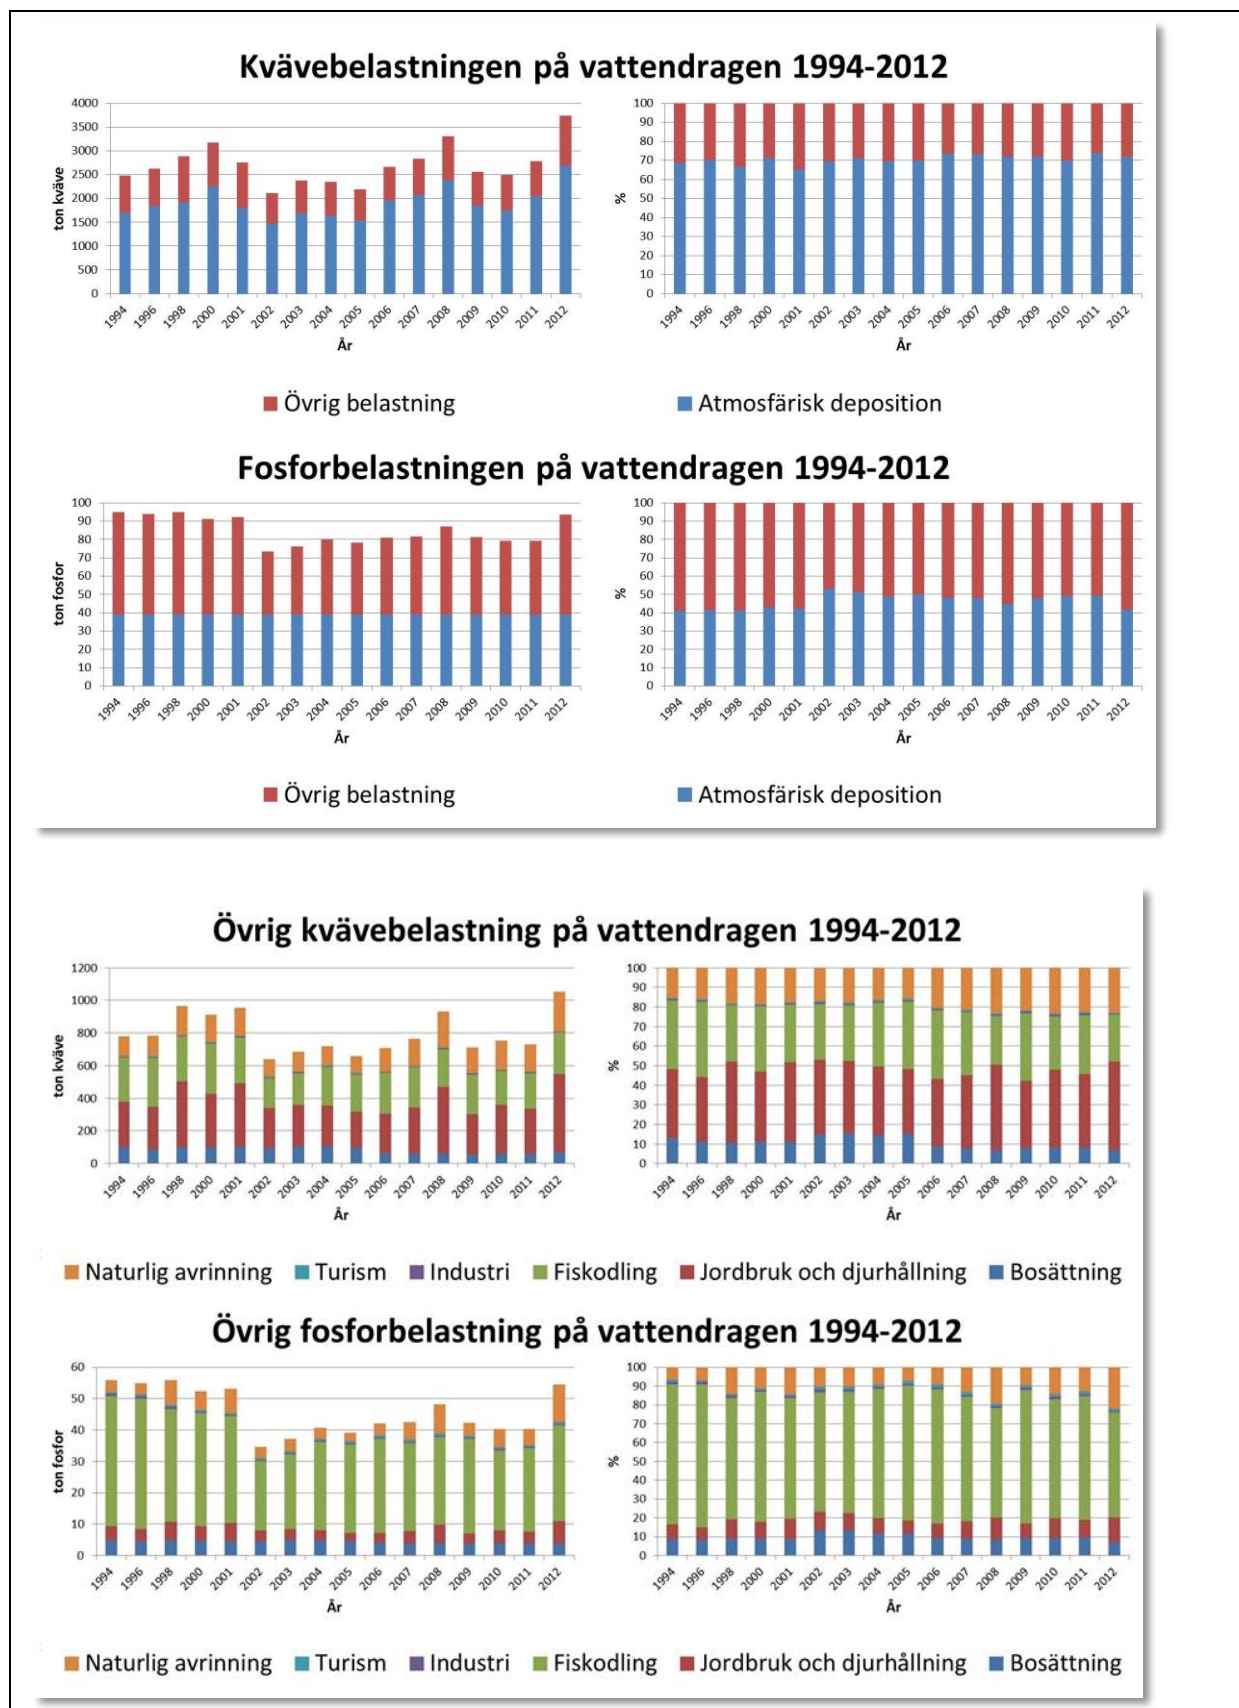 Kvävebelastningen på vattendragen 1994-2012
4000
3500
3000
2500
2000
1500
1000
500
0
ton kväve
1994 1996 1998 2000 2001 2002 2003 2004 2005 2006 2007 2008 2009 2010 2011 2012
År
100
90
80
70
60
50
40
30
20
10
0
%
1994 1996 1998 2000 2001 2002 2003 2004 2005 2006 2007 2008 2009 2010 2011 2012
År
Övrig belastning Atmosfärisk deposition
Fosforbelastningen på vattendragen 1994-2012
100
90
80
70
60
50
40
30
20
10
0
ton fosfor
1994 1996 1998 2000 2001 2002 2003 2004 2005 2006 2007 2008 2009 2010 2011 2012
År
100
90
80
70
60
50
40
30
20
10
0
%
1994 1996 1998 2000 2001 2002 2003 2004 2005 2006 2007 2008 2009 2010 2011 2012
År
Övrig belastning Atmosfärisk deposition
Övrig kvävebelastning på vattendragen 1994-2012
1200
1000
800
600
400
200
0
ton kväve
1994 1996 1998 2000 2001 2002 2003 2004 2005 2006 2007 2008 2009 2010 2011 2012
År
100
90
80
70
60
50
40
30
20
10
0
%
1994 1996 1998 2000 2001 2002 2003 2004 2005 2006 2007 2008 2009 2010 2011 2012
År
Naturlig avrinning Turism Industri Fiskodling Jordbruk och djurhållning Bosättning
Övrig fosforbelastning på vattendragen 1994-2012
60
50
40
30
20
10
0
ton fosfor
1994 1996 1998 2000 2001 2002 2003 2004 2005 2006 2007 2008 2009 2010 2011 2012
År
100
90
80
70
60
50
40
30
20
10
0
%
1994 1996 1998 2000 2001 2002 2003 2004 2005 2006 2007 2008 2009 2010 2011 2012
År
Naturlig avrinning Turism Industri Fiskodling Jordbruk och djurhållning Bosättning